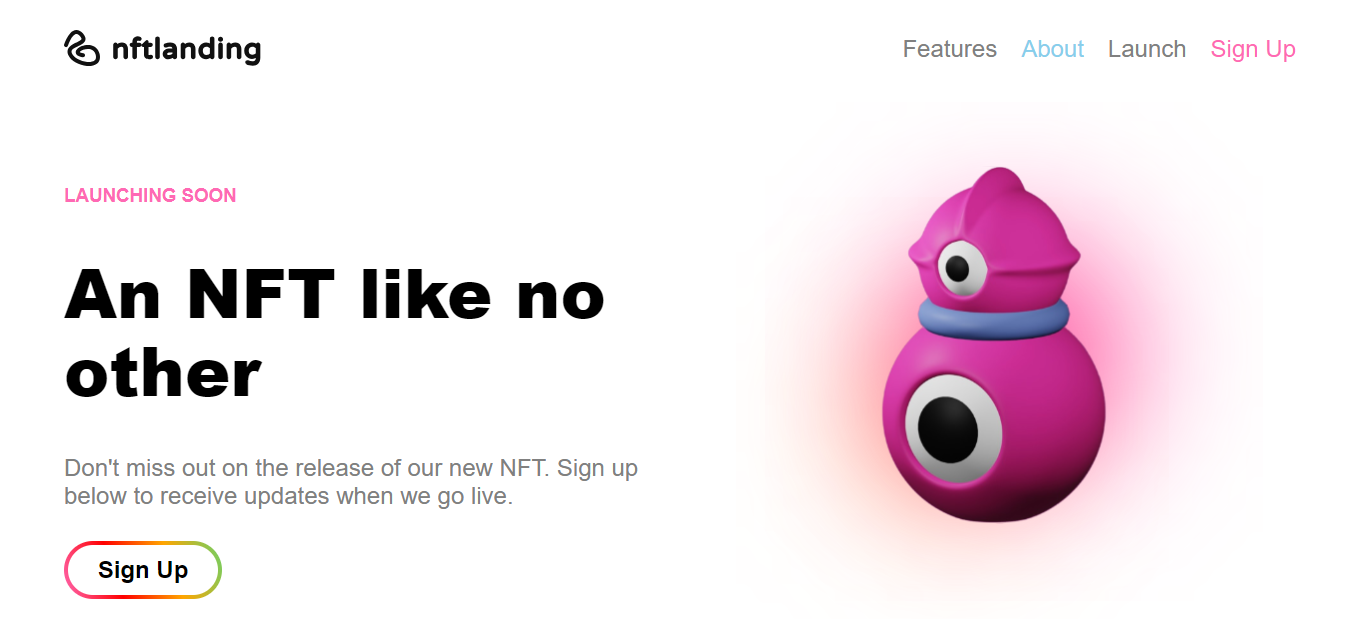 nftlanding
Features About Launch Sign Up
LAUNCHING SOON
An NFT like no
other
Don't miss out on the release of our new NFT. Sign up
below to receive updates when we go live.
Sign Up